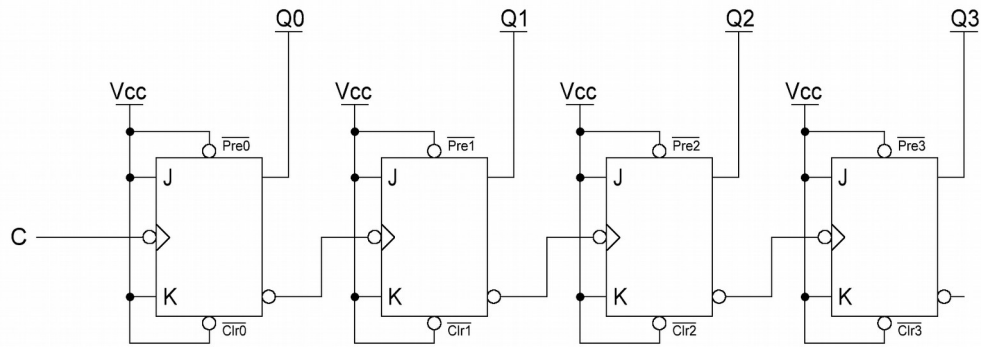 Q0 Q1 Q2 Q3
Vcc Vcc Vcc Vcc
Pre0 Pre1 Pre2 Pre3
J J J J
C
K K K K
Clr0 Clr1 Clr2 Clr3